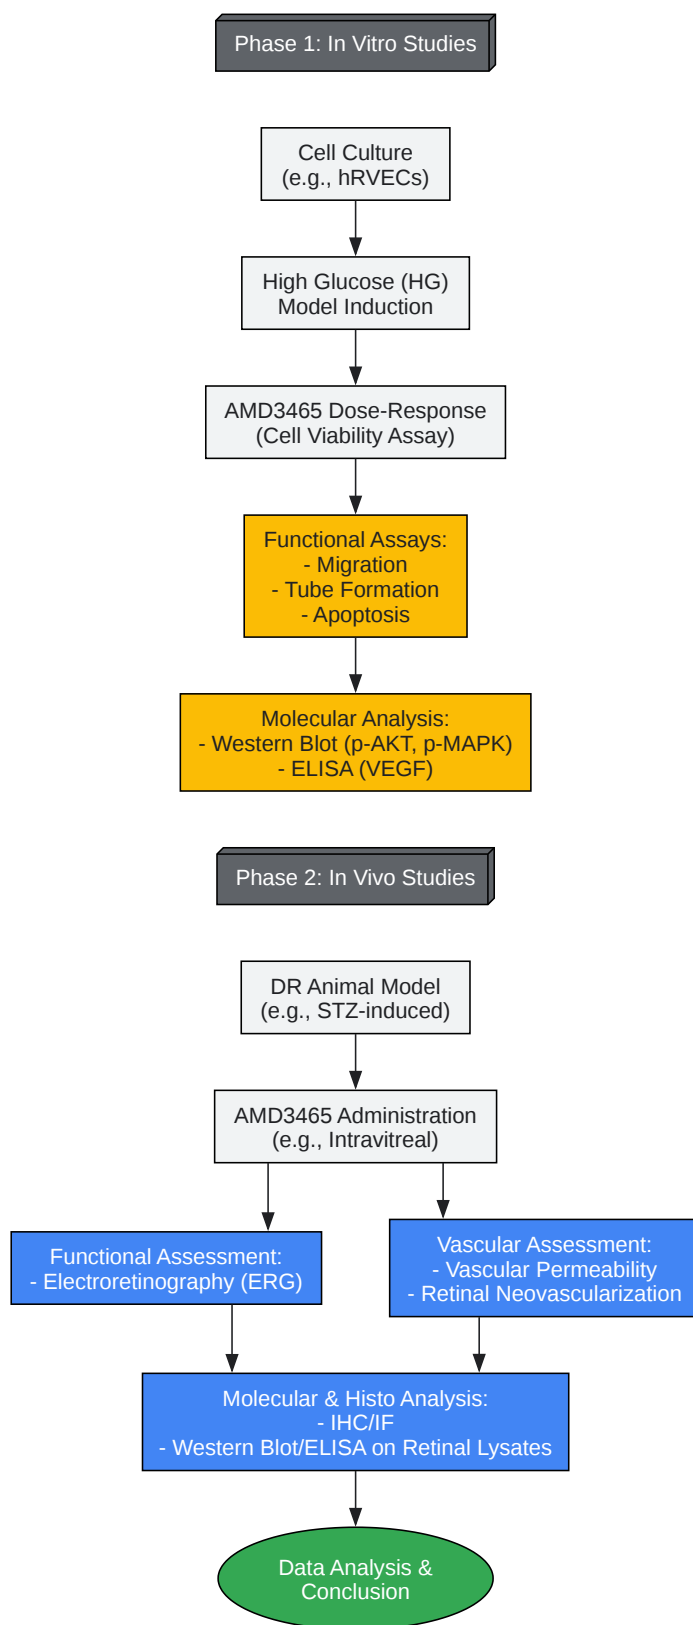 Phase 1: In Vitro Studies
Cell Culture
(e.g., hRVECs)
High Glucose (HG)
Model Induction
AMD3465 Dose-Response
(Cell Viability Assay)
Functional Assays:
- Migration
- Tube Formation
- Apoptosis
Molecular Analysis:
- Western Blot (p-AKT, p-MAPK)
- ELISA (VEGF)
Phase 2: In Vivo Studies
DR Animal Model
(e.g., STZ-induced)
AMD3465 Administration
(e.g., Intravitreal)
Functional Assessment:
- Electroretinography (ERG)
Vascular Assessment:
- Vascular Permeability
- Retinal Neovascularization
Molecular & Histo Analysis:
- IHC/IF
- Western Blot/ELISA on Retinal Lysates
Data Analysis &
Conclusion